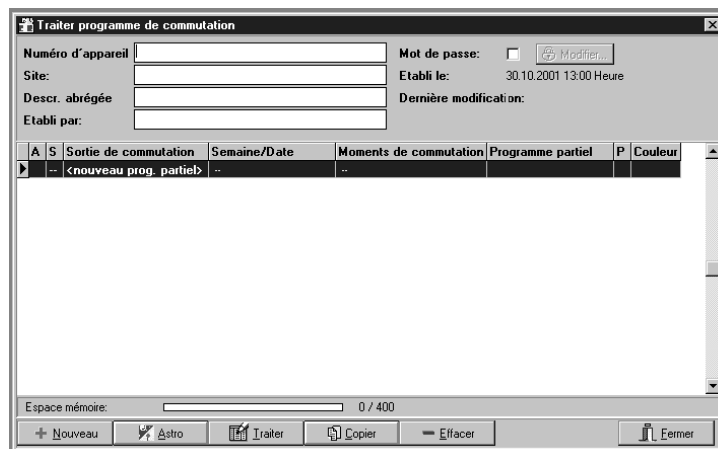 Traiter programme de commutation
Numéro d'appareil
Mot de passe: Modifier...
Site:
Etabli le: 30.10.2001 13:00 Heure
Descr. abrégée
Dernière modification:
Etabli par:
A S Sortie de commutation Semaine/Date Moments de commutation Programme partiel P Couleur
-- <nouveau prog. partiel> -- --
Espace mémoire: 0 / 400
Nouveau Astro Traiter Copier Effacer Fermer